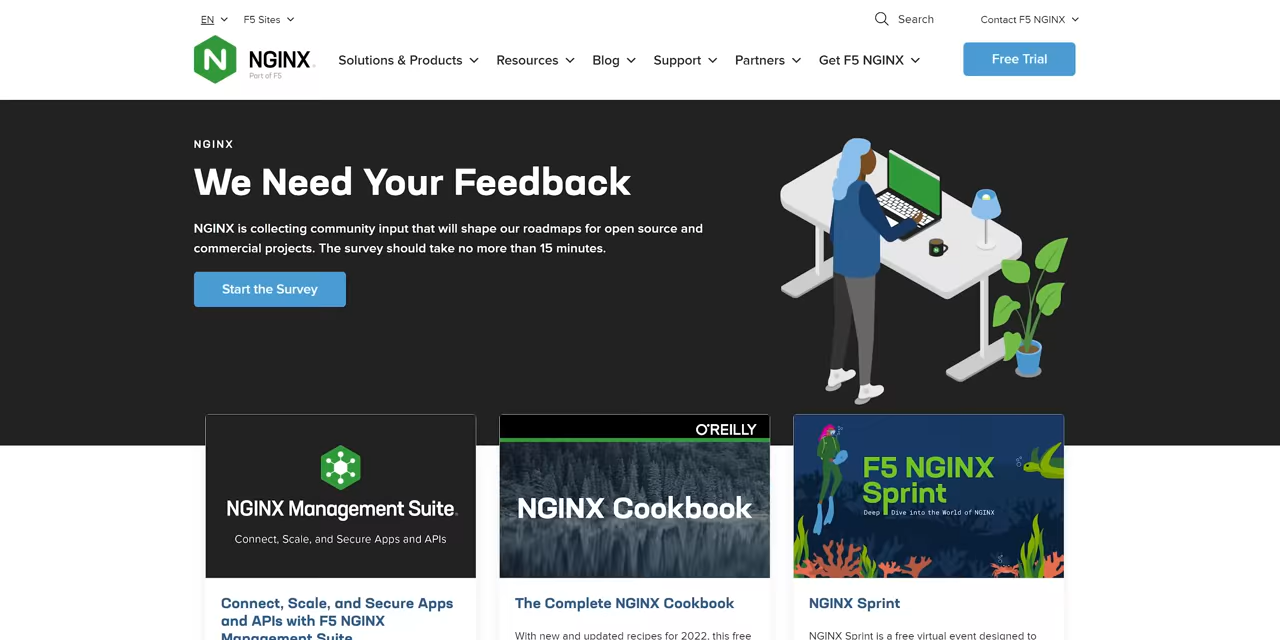 EN
F5 Sites
Search
Contact F5 NGINX
NGINX
Part of F5
Solutions & Products
Resources
Blog
Support
Partners
Get F5 NGINX
Free Trial
NGINX
We Need Your Feedback
NGINX is collecting community input that will shape our roadmaps for open source and
commercial projects. The survey should take no more than 15 minutes.
Start the Survey
NGINX Management Suite
Connect, Scale, and Secure Apps and APIs
Connect, Scale, and Secure Apps
and APIs with F5 NGINX
Management Suite
O'REILLY
NGINX Cookbook
The Complete NGINX Cookbook
With new and updated recipes for 2022, this free
F5 NGINX
Sprint
Deep Dive into the World of NGINX
NGINX Sprint
NGINX Sprint is a free virtual event designed to